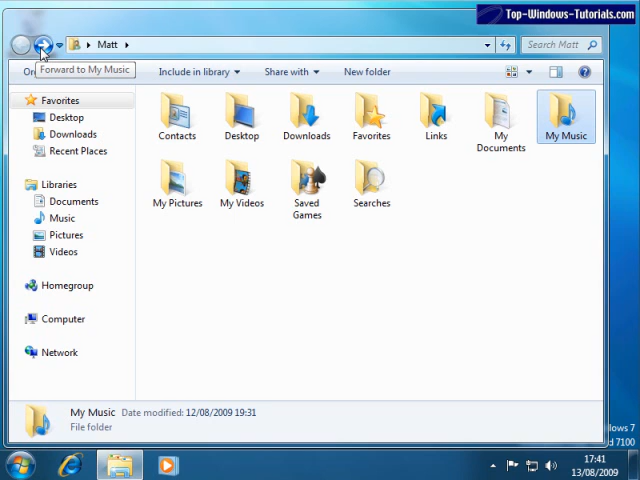 Top-Windows-Tutorials.com
Matt
Search Matt
Forward to My Music
Include in library
Share with
New folder
Favorites
Desktop
Downloads
Recent Places
Libraries
Documents
Music
Pictures
Videos
Homegroup
Computer
Network
Contacts
Desktop
Downloads
Favorites
Links
My Documents
My Music
My Pictures
My Videos
Saved Games
Searches
My Music Date modified: 12/08/2009 19:31
File folder
7
7100
17:41
13/08/2009